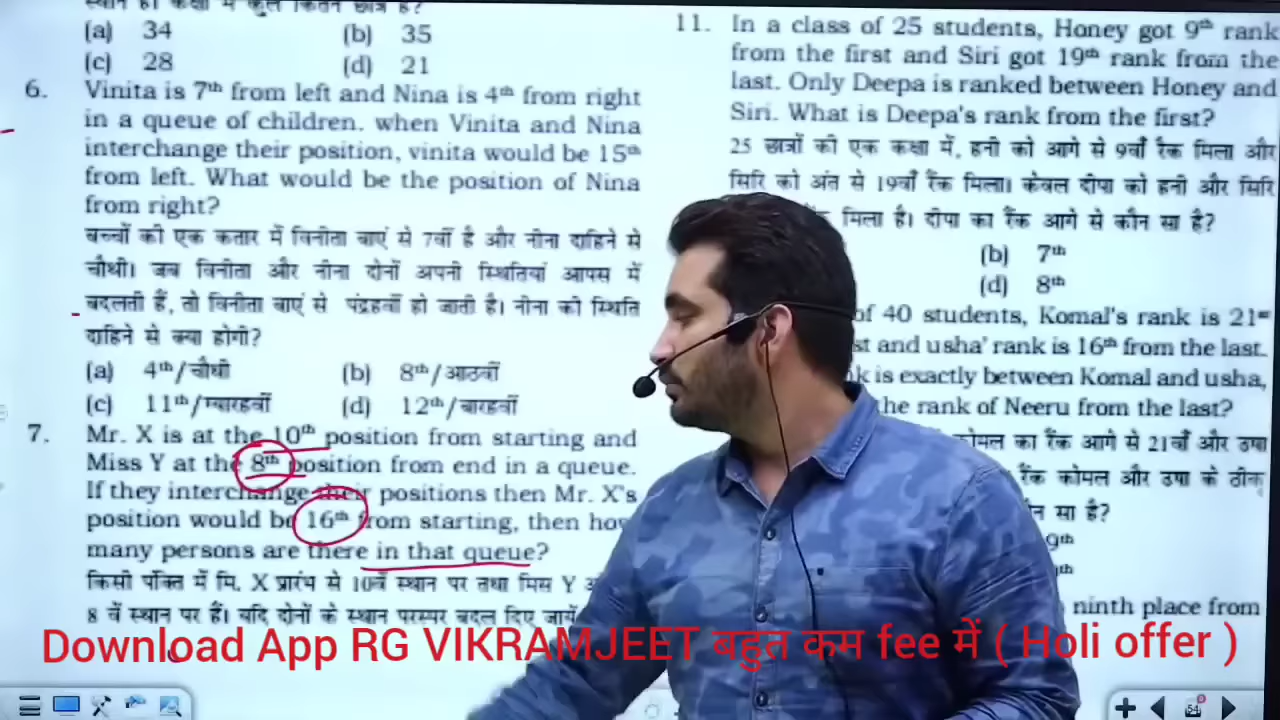 (a) 34 (b) 35
(c) 28 (d) 21
6. Vinita is 7th from left and Nina is 4th from right
in a queue of children. when Vinita and Nina
interchange their position, vinita would be 15th
from left. What would be the position of Nina
from right?
बच्चों की एक कतार में विनीता बाएं से 7वीं है और नीना दाहिने से
चौथी। जब विनीता और नीना दोनों अपनी स्थितियां आपस में
बदलती हैं, तो विनीता बाएं से पंद्रहवीं हो जाती है। नीना की स्थिति
दाहिने से क्या होगी?
(a) 4th/चौथी (b) 8th/आठवीं
(c) 11th/ग्यारहवीं (d) 12th/बारहवीं
7. Mr. X is at the 10th position from starting and
Miss Y at the 8th position from end in a queue.
If they interchange their positions then Mr. X's
position would be 16th from starting, then how
many persons are there in that queue?
किसी पंक्ति में मि. X प्रारंभ से 10वें स्थान पर तथा मिस Y
8 वें स्थान पर हैं। यदि दोनों के स्थान परस्पर बदल दिए जायें
11. In a class of 25 students, Honey got 9th rank
from the first and Siri got 19th rank from the
last. Only Deepa is ranked between Honey and
Siri. What is Deepa's rank from the first?
25 छात्रों की एक कक्षा में, हनी को आगे से 9वाँ रैंक मिला और
सिरि को अंत से 19वाँ रैंक मिला। केवल दीपा को हनी और सिरि
मिला है। दीपा का रैंक आगे से कौन सा है?
(b) 7th
(d) 8th
of 40 students, Komal's rank is 21st
and usha' rank is 16th from the last.
is exactly between Komal and usha,
the rank of Neeru from the last?
कोमल का रैंक आगे से 21वाँ और उषा
रैंक कोमल और उषा के ठीक
सा है?
9th
ninth place from
Download App RG VIKRAMJEET बहुत कम fee में ( Holi offer )